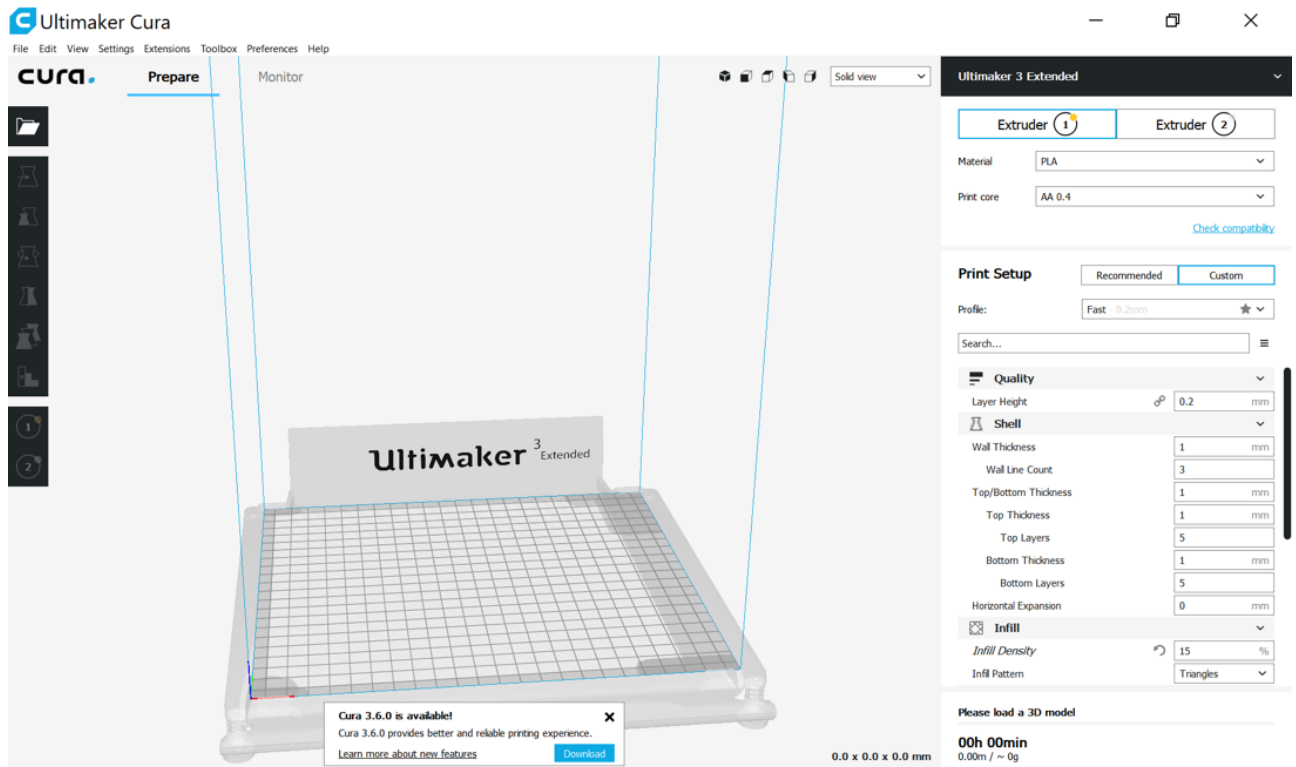 Ultimaker Cura
File Edit View Settings Extensions Toolbox Preferences Help
cura.
Prepare
Monitor
Solid view
Ultimaker 3 Extended
Extruder 1
Extruder 2
Material PLA
Print core AA 0.4
Check compatibility
Print Setup Recommended Custom
Profile: Fast - 0.2mm
Search...
Quality
Layer Height 0.2 mm
Shell
Wall Thickness 1 mm
Wall Line Count 3
Top/Bottom Thickness 1 mm
Top Thickness 1 mm
Top Layers 5
Bottom Thickness 1 mm
Bottom Layers 5
Horizontal Expansion 0 mm
Infill
Infill Density 15 %
Infill Pattern Triangles
Please load a 3D model
00h 00min
0.00m / ~ 0g
1
2
Ultimaker 3 Extended
Cura 3.6.0 is available!
Cura 3.6.0 provides better and reliable printing experience.
Learn more about new features Download
0.0 x 0.0 x 0.0 mm